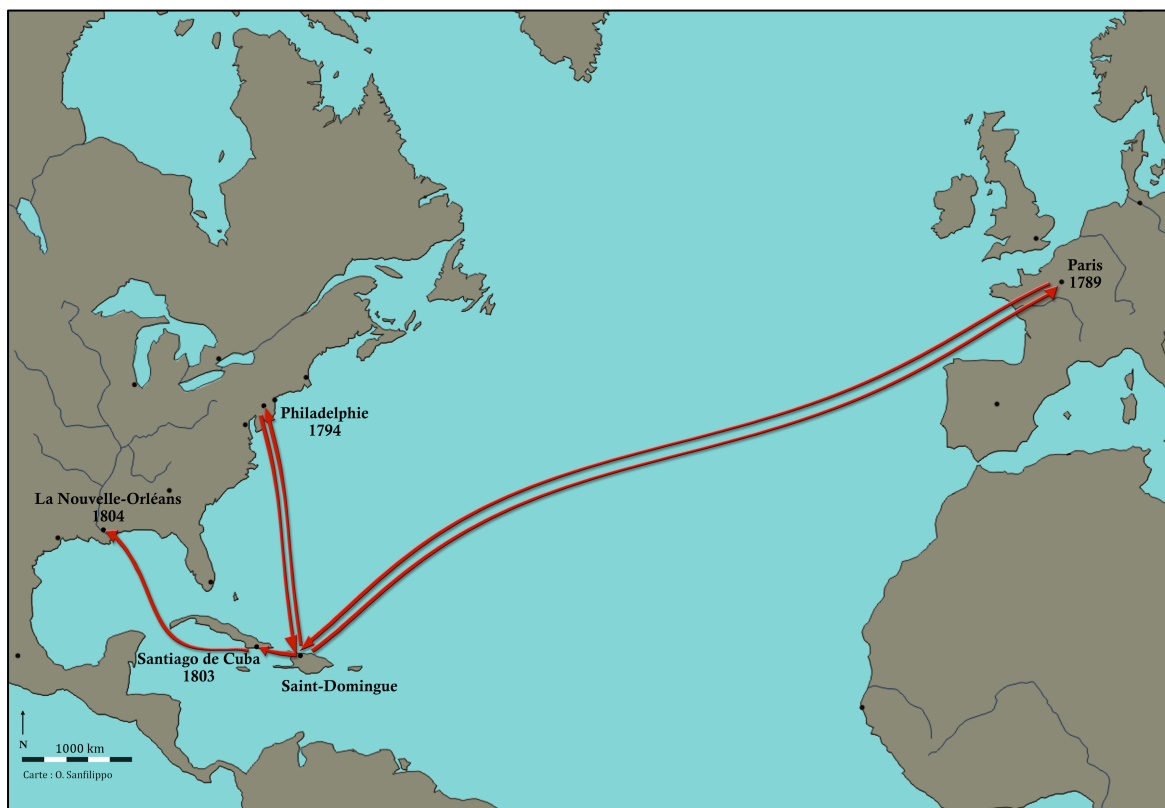 Paris
1789
Philadelphie
1794
La Nouvelle-Orléans
1804
Santiago de Cuba
1803
Saint-Domingue
N
1000 km
Carte : O. Sanfilippo